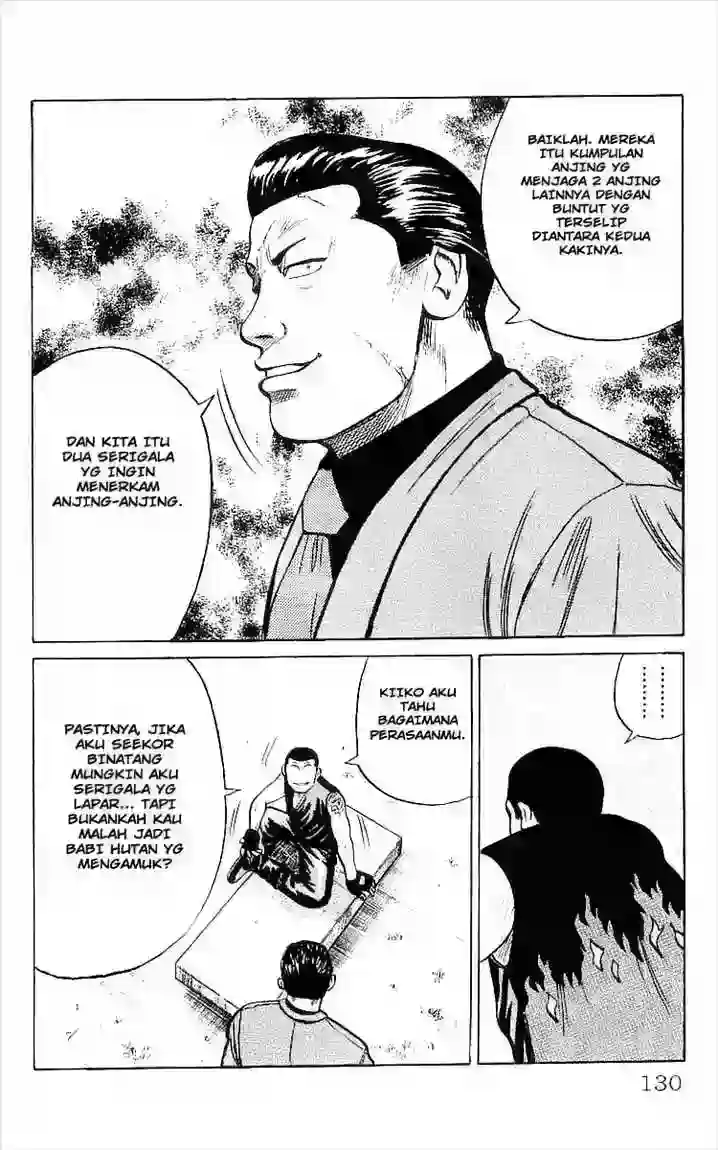 BAIKLAH. MEREKA
ITU KUMPULAN
ANJING YG
MENJAGA 2 ANJING
LAINNYA DENGAN
BUNTUT YG
TERSELIP
DIANTARA KEDUA
KAKINYA.
DAN KITA ITU
DUA SERIGALA
YG INGIN
MENERKAM
ANJING-ANJING.
......
KIIKO AKU
TAHU
BAGAIMANA
PERASAANMU.
PASTINYA, JIKA
AKU SEEKOR
BINATANG
MUNGKIN AKU
SERIGALA YG
LAPAR... TAPI
BUKANKAH KAU
MALAH JADI
BABI HUTAN YG
MENGAMUK?
130